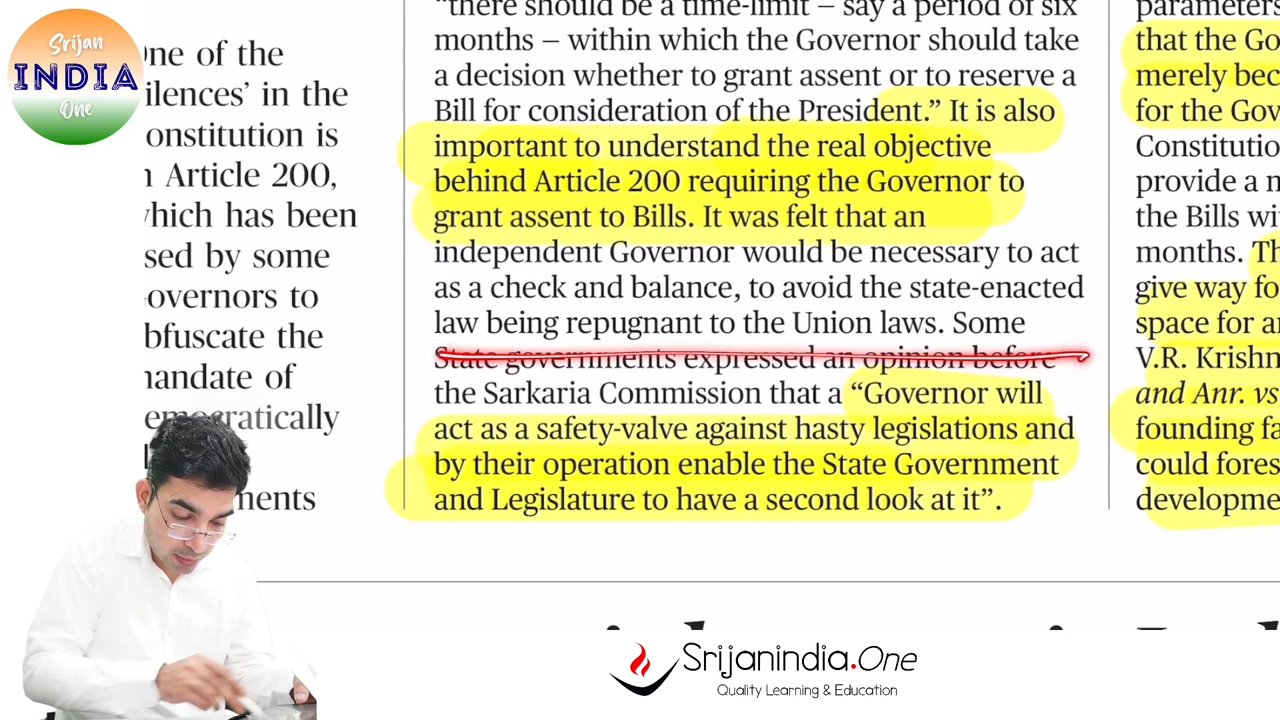 Srijan
INDIA
One
One of the
ilences’ in the
onstitution is
Article 200,
which has been
sed by some
overnors to
bfuscate the
mandate of
emocratically
ments
“there should be a time-limit – say a period of six
months – within which the Governor should take
a decision whether to grant assent or to reserve a
Bill for consideration of the President.” It is also
important to understand the real objective
behind Article 200 requiring the Governor to
grant assent to Bills. It was felt that an
independent Governor would be necessary to act
as a check and balance, to avoid the state-enacted
law being repugnant to the Union laws. Some
State governments expressed an opinion before
the Sarkaria Commission that a “Governor will
act as a safety-valve against hasty legislations and
by their operation enable the State Government
and Legislature to have a second look at it”.
parameters
that the Go
merely bec
for the Gov
Constitutio
provide a m
the Bills wi
months. Th
give way fo
space for a
V.R. Krishn
and Anr. vs
founding fa
could fores
developme
Srijanindia.One
Quality Learning & Education